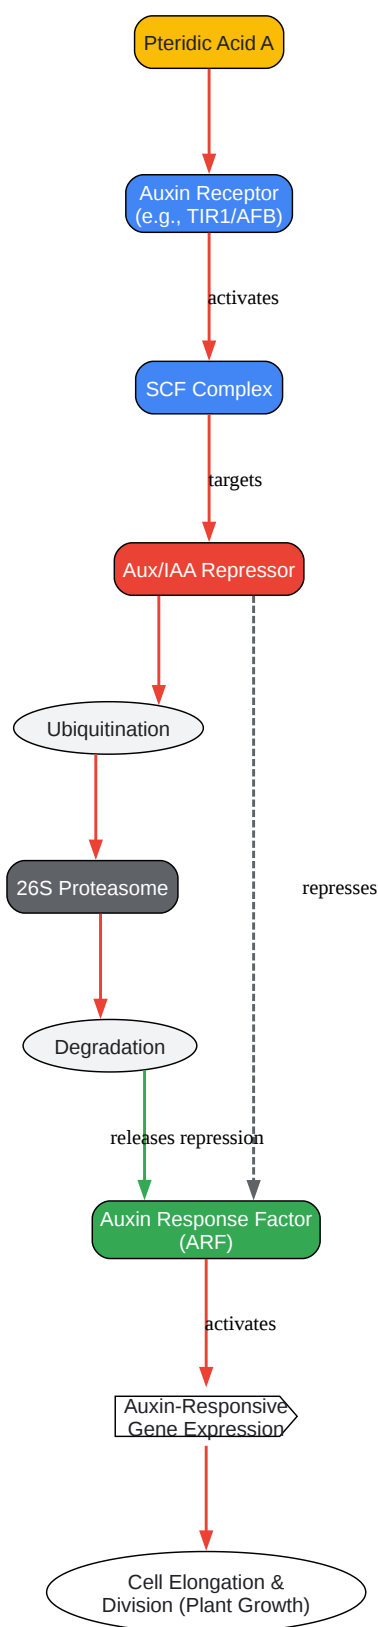 Pteridic Acid A
Auxin Receptor
(e.g., TIR1/AFB)
activates
SCF Complex
targets
Aux/IAA Repressor
Ubiquitination
26S Proteasome
represses
Degradation
releases repression
Auxin Response Factor
(ARF)
activates
Auxin-Responsive
Gene Expression
Cell Elongation &
Division (Plant Growth)